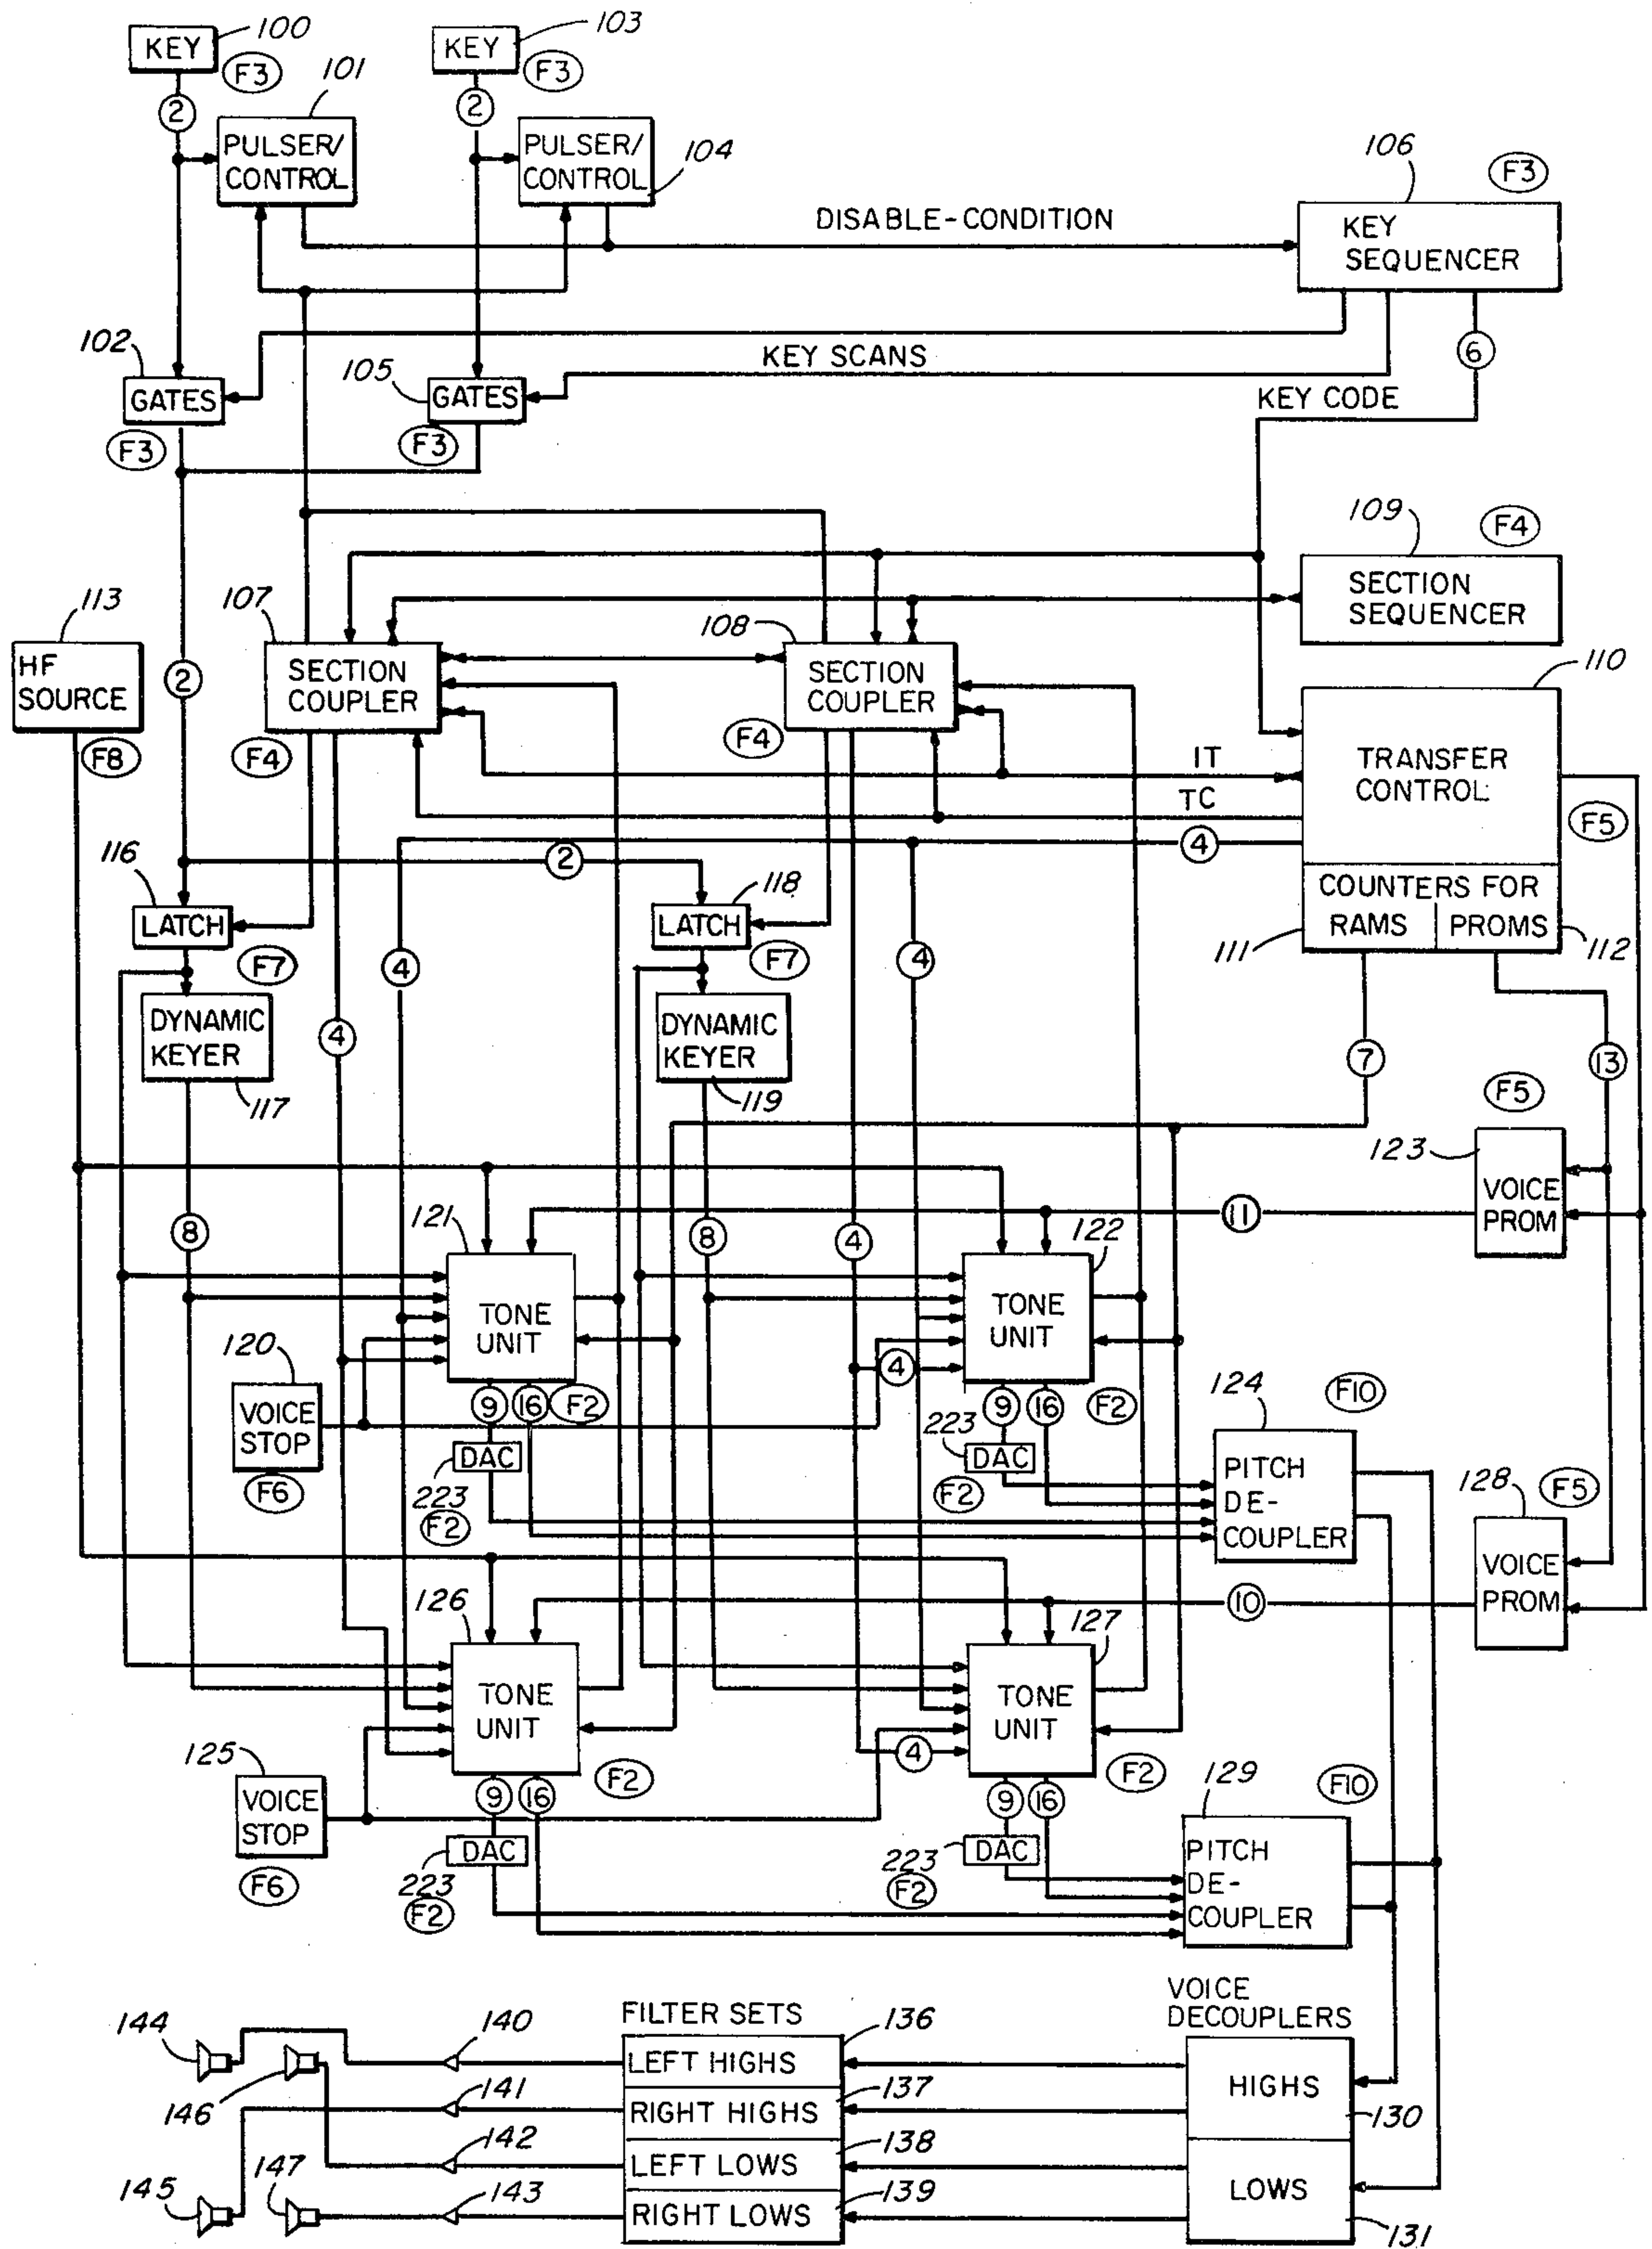 100
103
KEY
F3
KEY
F3
101
2
2
PULSER/
CONTROL
PULSER/
CONTROL
104
106
F3
DISABLE-CONDITION
KEY
SEQUENCER
102
6
KEY SCANS
105
GATES
GATES
KEY CODE
F3
F3
109
F4
SECTION
SEQUENCER
113
107
108
HF
SOURCE
2
SECTION
COUPLER
SECTION
COUPLER
110
F8
F4
F4
IT
TRANSFER
CONTROL
TC
F5
116
2
4
118
COUNTERS FOR
RAMS
PROMS
LATCH
LATCH
111
112
F7
4
F7
4
DYNAMIC
KEYER
4
DYNAMIC
KEYER
7
13
117
119
F5
123
VOICE
PROM
121
11
122
8
8
4
TONE
UNIT
TONE
UNIT
120
4
124
F10
VOICE
STOP
9
16
F2
9
16
F2
223
DAC
DAC
PITCH
DE-
COUPLER
F6
223
F2
F2
128
F5
VOICE
PROM
126
10
127
TONE
UNIT
TONE
UNIT
125
4
F2
F2
129
F10
VOICE
STOP
9
16
9
16
DAC
DAC
PITCH
DE-
COUPLER
F6
223
F2
223
F2
VOICE
DECOUPLERS
FILTER SETS
144
140
136
LEFT HIGHS
HIGHS
146
141
137
RIGHT HIGHS
130
142
138
LEFT LOWS
LOWS
145
147
143
139
RIGHT LOWS
131